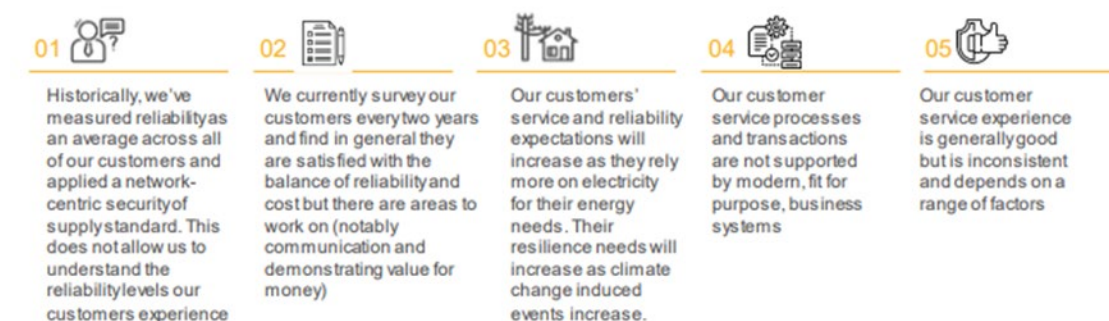 01
Historically, we've
measured reliability as
an average across all
of our customers and
applied a network-
centric security of
supply standard. This
does not allow us to
understand the
reliability levels our
customers experience
02
We currently survey our
customers every two years
and find in general they
are satisfied with the
balance of reliability and
cost but there are areas to
work on (notably
communication and
demonstrating value for
money)
03
Our customers'
service and reliability
expectations will
increase as they rely
more on electricity
for their energy
needs. Their
resilience needs will
increase as climate
change induced
events increase.
04
Our customer
service processes
and transactions
are not supported
by modern, fit for
purpose, business
systems
05
Our customer
service experience
is generally good
but is inconsistent
and depends on a
range of factors